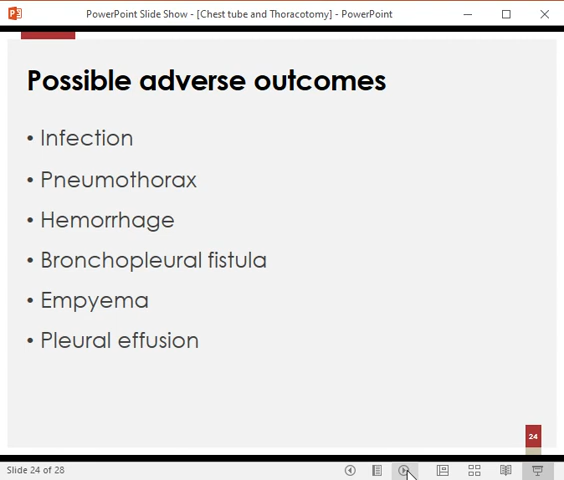 PowerPoint Slide Show - [Chest tube and Thoracotomy] - PowerPoint
Possible adverse outcomes
• Infection
• Pneumothorax
• Hemorrhage
• Bronchopleural fistula
• Empyema
• Pleural effusion
24
Slide 24 of 28